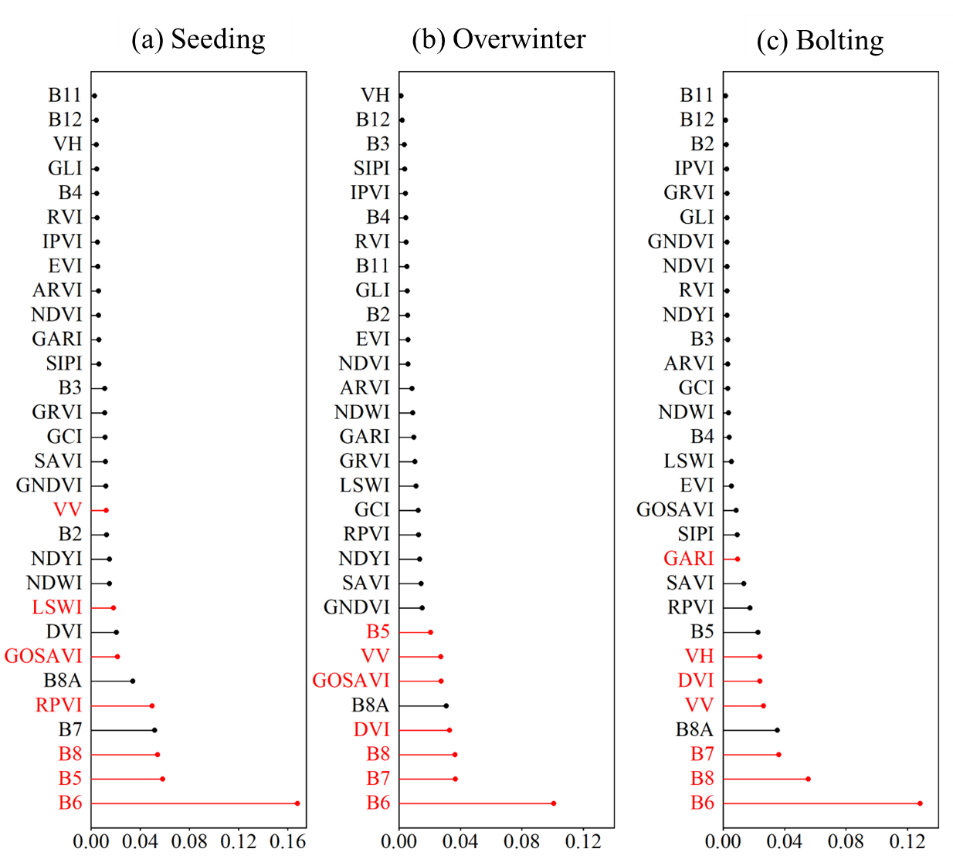 (a) Seeding
B11
B12
VH
GLI
B4
RVI
IPVI
EVI
ARVI
NDVI
GARI
SIPI
B3
GRVI
GCI
SAVI
GNDVI
VV
B2
NDYI
NDWI
LSWI
DVI
GOSAVI
B8A
RPVI
B7
B8
B5
B6
0.00 0.04 0.08 0.12 0.16
(b) Overwinter
VH
B12
B3
SIPI
IPVI
B4
RVI
B11
GLI
B2
EVI
NDVI
ARVI
NDWI
GARI
GRVI
LSWI
GCI
RPVI
NDYI
SAVI
GNDVI
B5
VV
GOSAVI
B8A
DVI
B8
B7
B6
0.00 0.04 0.08 0.12
(c) Bolting
B11
B12
B2
IPVI
GRVI
GLI
GNDVI
NDVI
RVI
NDYI
B3
ARVI
GCI
NDWI
B4
LSWI
EVI
GOSAVI
SIPI
GARI
SAVI
RPVI
B5
VH
DVI
VV
B8A
B7
B8
B6
0.00 0.04 0.08 0.12